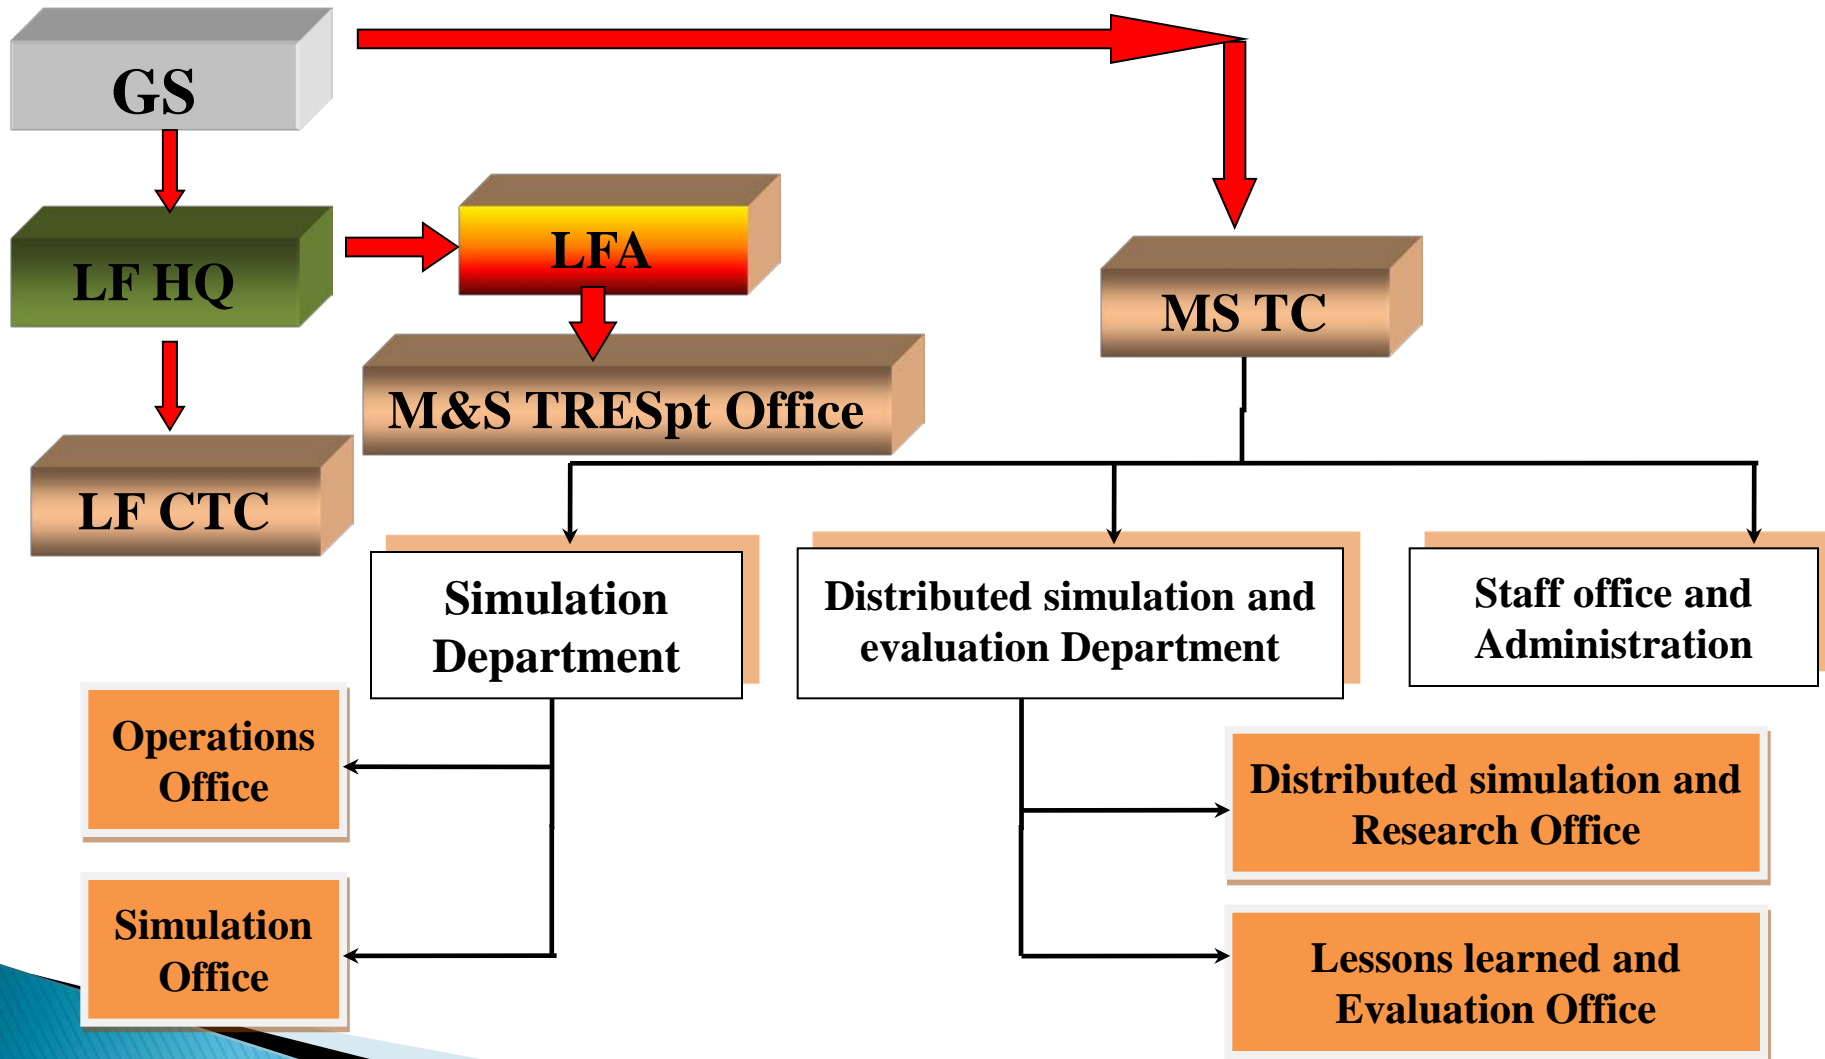 GS
LF HQ
LFA
MS TC
M&S TRESpt Office
LF CTC
Simulation
Department
Distributed simulation and
evaluation Department
Staff office and
Administration
Operations
Office
Distributed simulation and
Research Office
Simulation
Office
Lessons learned and
Evaluation Office